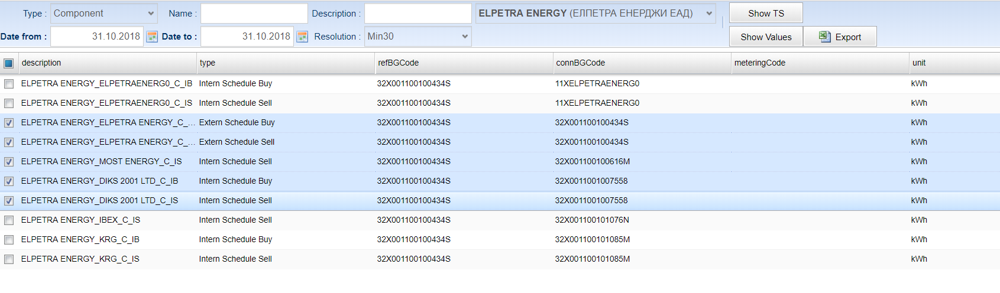 Type : Component Name : Description : ELPETRA ENERGY (ЕЛПЕТРА ЕНЕРДЖИ ЕАД) Show TS
Date from : 31.10.2018 Date to : 31.10.2018 Resolution : Min30 Show Values Export
description type refBGCode connBGCode meteringCode unit
ELPETRA ENERGY_ELPETRAENERG0_C_IB Intern Schedule Buy 32X001100100434S 11XELPETRAENERG0 kWh
ELPETRA ENERGY_ELPETRAENERG0_C_IS Intern Schedule Sell 32X001100100434S 11XELPETRAENERG0 kWh
ELPETRA ENERGY_ELPETRA ENERGY_C_... Extern Schedule Buy 32X001100100434S 32X001100100434S kWh
ELPETRA ENERGY_ELPETRA ENERGY_C_... Extern Schedule Sell 32X001100100434S 32X001100100434S kWh
ELPETRA ENERGY_MOST ENERGY_C_IS Intern Schedule Sell 32X001100100434S 32X001100100616M kWh
ELPETRA ENERGY_DIKS 2001 LTD_C_IB Intern Schedule Buy 32X001100100434S 32X0011001007558 kWh
ELPETRA ENERGY_DIKS 2001 LTD_C_IS Intern Schedule Sell 32X001100100434S 32X0011001007558 kWh
ELPETRA ENERGY_IBEX_C_IS Intern Schedule Sell 32X001100100434S 32X001100101076N kWh
ELPETRA ENERGY_KRG_C_IB Intern Schedule Buy 32X001100100434S 32X001100101085M kWh
ELPETRA ENERGY_KRG_C_IS Intern Schedule Sell 32X001100100434S 32X001100101085M kWh